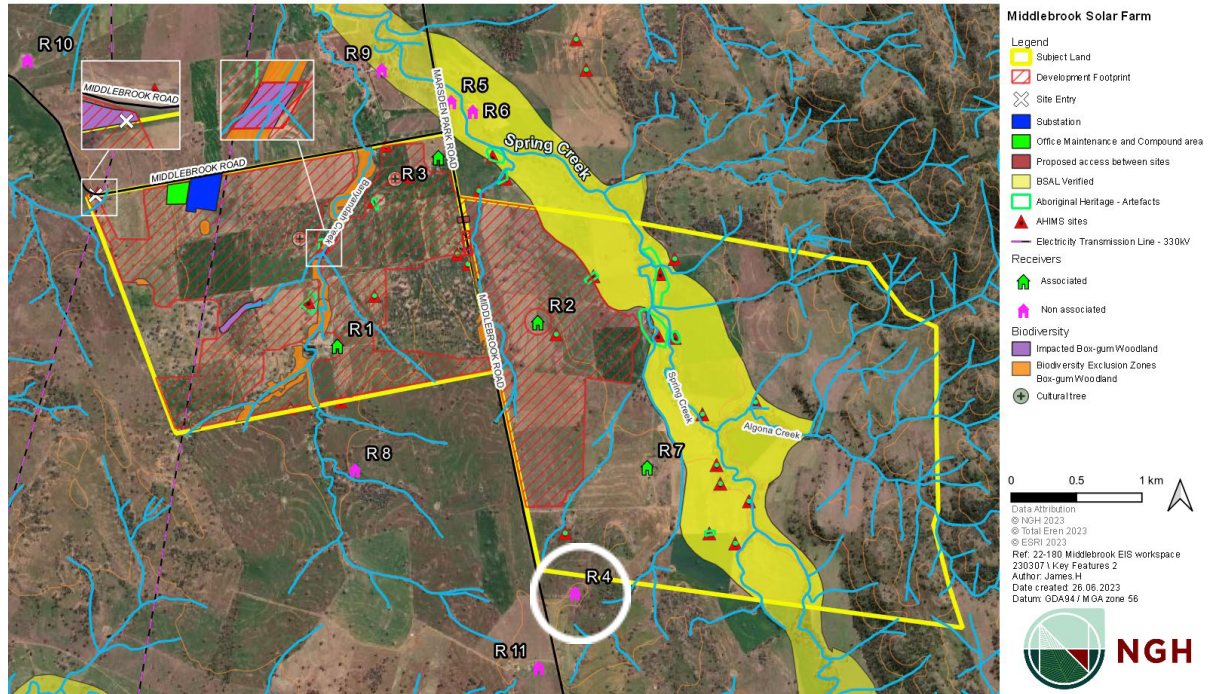 R 10
R 9
MIDDLEBROOK ROAD
MARSDEN PARK ROAD
R 5
R 6
Spring Creek
MIDDLEBROOK ROAD
R 3
Banyandah Creek
R 2
R 1
MIDDLEBROOK ROAD
Spring Creek
Algona Creek
R 8
R 7
R 4
R 11
Middlebrook Solar Farm
Legend
Subject Land
Development Footprint
Site Entry
Substation
Office Maintenance and Compound area
Proposed access between sites
BSAL Verified
Aboriginal Heritage - Artefacts
AHIMS sites
Electricity Transmission Line - 330kV
Receivers
Associated
Non associated
Biodiversity
Impacted Box-gum Woodland
Biodiversity Exclusion Zones
Box-gum Woodland
Cultural tree
0 0.5 1 km
Data Attribution
© NGH 2023
© Total Eren 2023
© ESRI 2023
Ref: 22-180 Middlebrook EIS workspace
230307 \ Key Features 2
Author: James.H
Date created: 26.06.2023
Datum: GDA94 / MGA zone 56
NGH